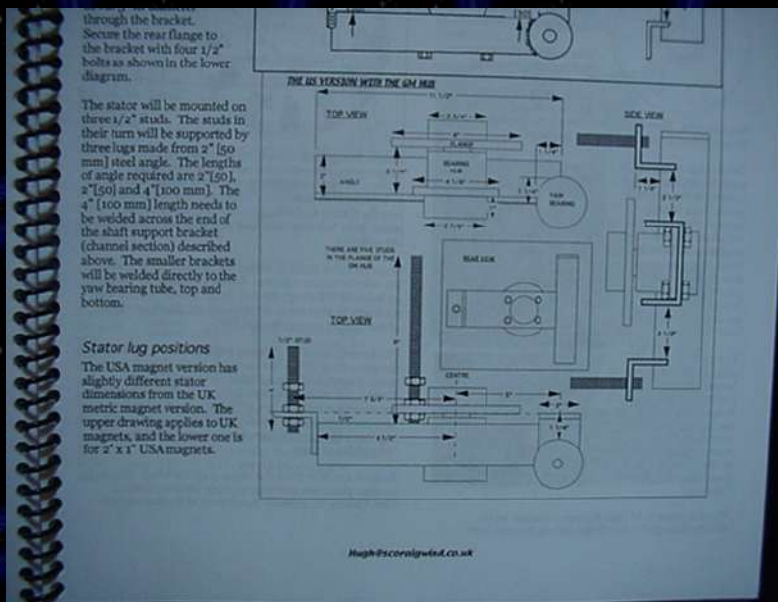 through the bracket.
Secure the rear flange to
the bracket with four 1/2"
bolts as shown in the lower
diagram.
The stator will be mounted on
three 1/2" studs. The studs in
their turn will be supported by
three lugs made from 2" [50
mm] steel angle. The lengths
of angle required are 2"[50],
2"[50] and 4"[100 mm]. The
4" [100 mm] length needs to
be welded across the end of
the shaft support bracket
(channel section) described
above. The smaller brackets
will be welded directly to the
yaw bearing tube, top and
bottom.
Stator lug positions
The USA magnet version has
slightly different stator
dimensions from the UK
metric magnet version. The
upper drawing applies to UK
magnets, and the lower one is
for 2" x 1" USA magnets.
THE US VERSION WITH THE GM HUB
11 1/2"
TOP VIEW
SIDE VIEW
6"
FLANGE
BEARING
HUB
ANGLE
YAW
BEARING
THERE ARE FIVE STUDS
IN THE FLANGE OF THE
GM HUB
REAR VIEW
TOP VIEW
1/2" STUD
CENTRE
Hugh@scoraigwind.co.uk